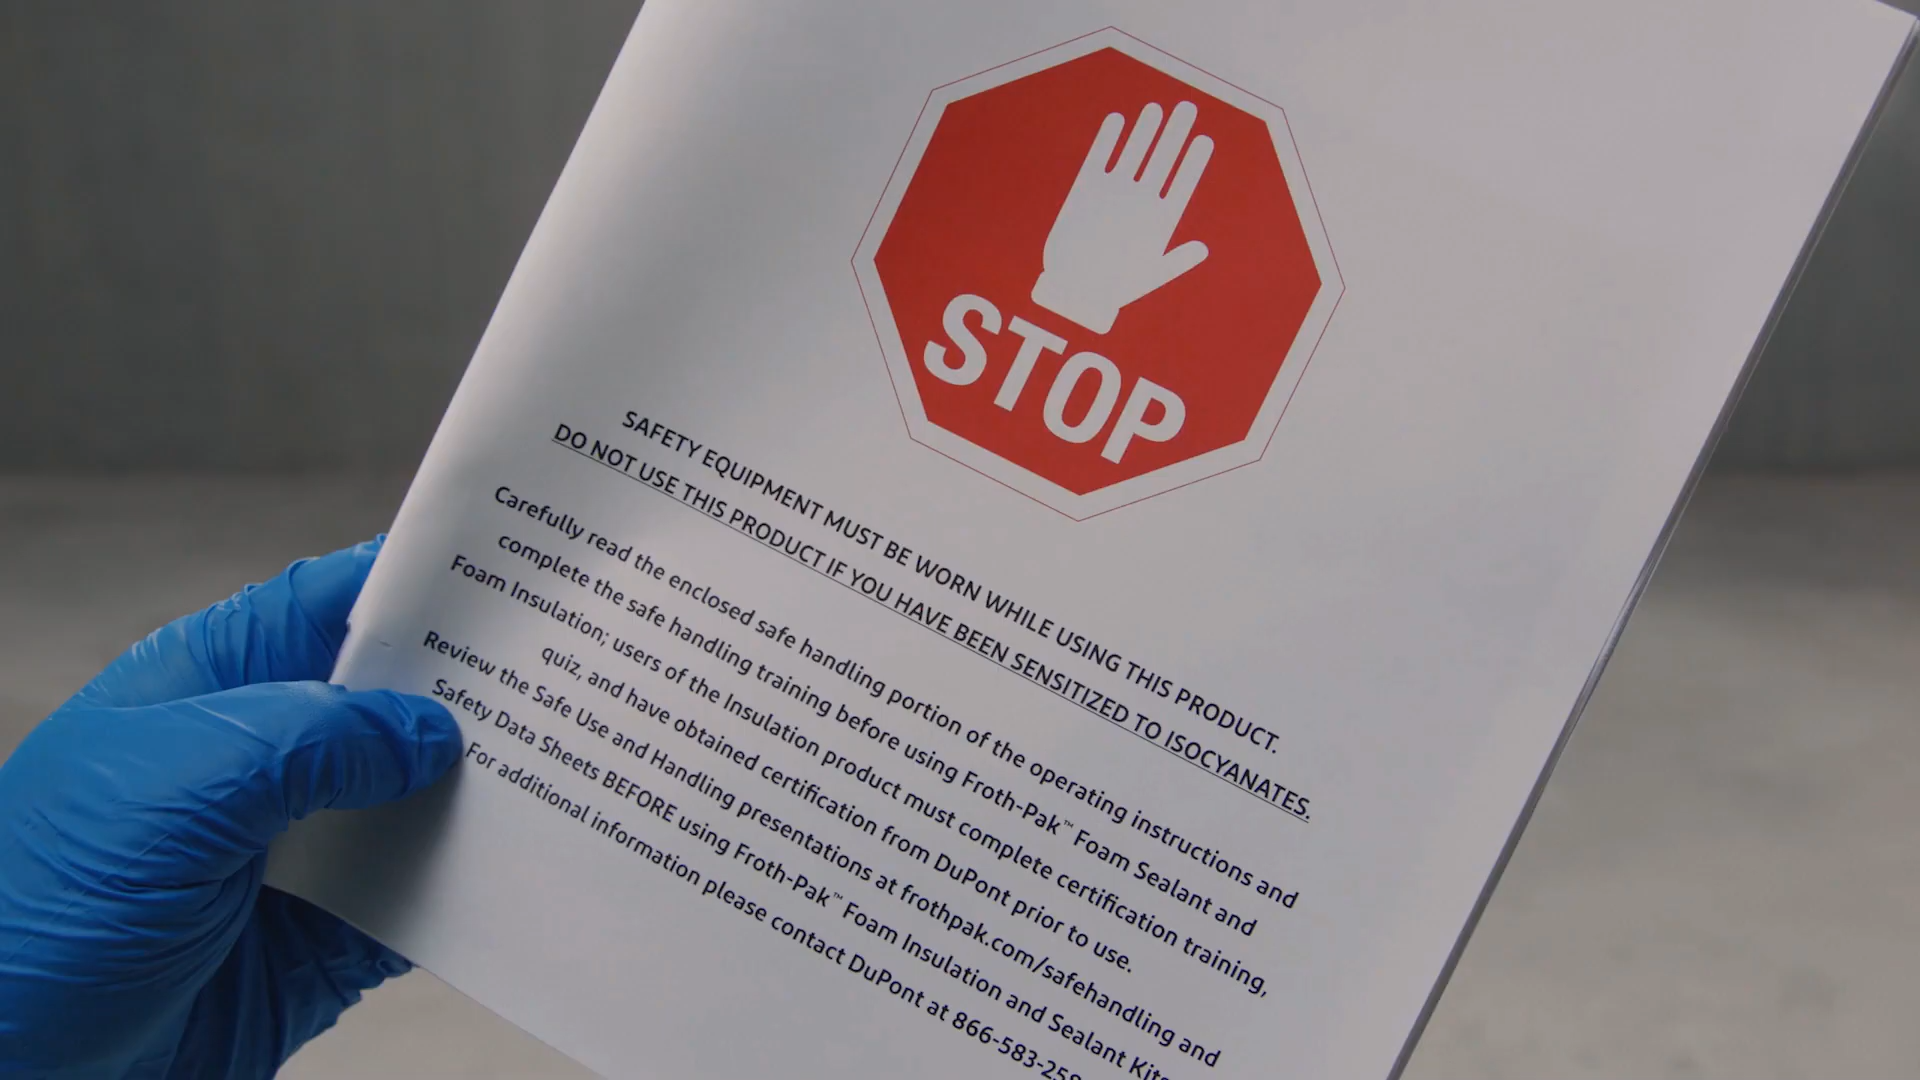 STOP
SAFETY EQUIPMENT MUST BE WORN WHILE USING THIS PRODUCT.
DO NOT USE THIS PRODUCT IF YOU HAVE BEEN SENSITIZED TO ISOCYANATES.
Carefully read the enclosed safe handling portion of the operating instructions and
complete the safe handling training before using Froth-Pak™ Foam Sealant and
Foam Insulation; users of the Insulation product must complete certification training,
quiz, and have obtained certification from DuPont prior to use.
Review the Safe Use and Handling presentations at frothpak.com/safehandling and
Safety Data Sheets BEFORE using Froth-Pak™ Foam Insulation and Sealant Kits
For additional information please contact DuPont at 866-583-